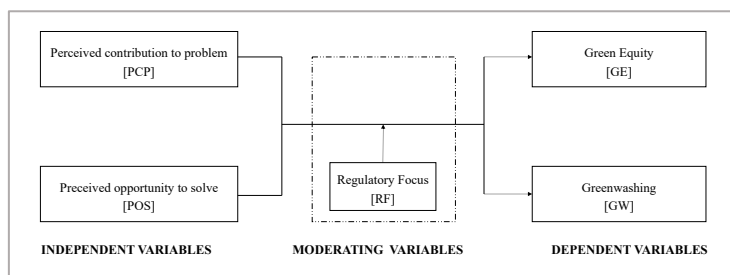 Perceived contribution to problem
[PCP]
Green Equity
[GE]
Preceived opportunity to solve
[POS]
Regulatory Focus
[RF]
Greenwashing
[GW]
INDEPENDENT VARIABLES
MODERATING VARIABLES
DEPENDENT VARIABLES